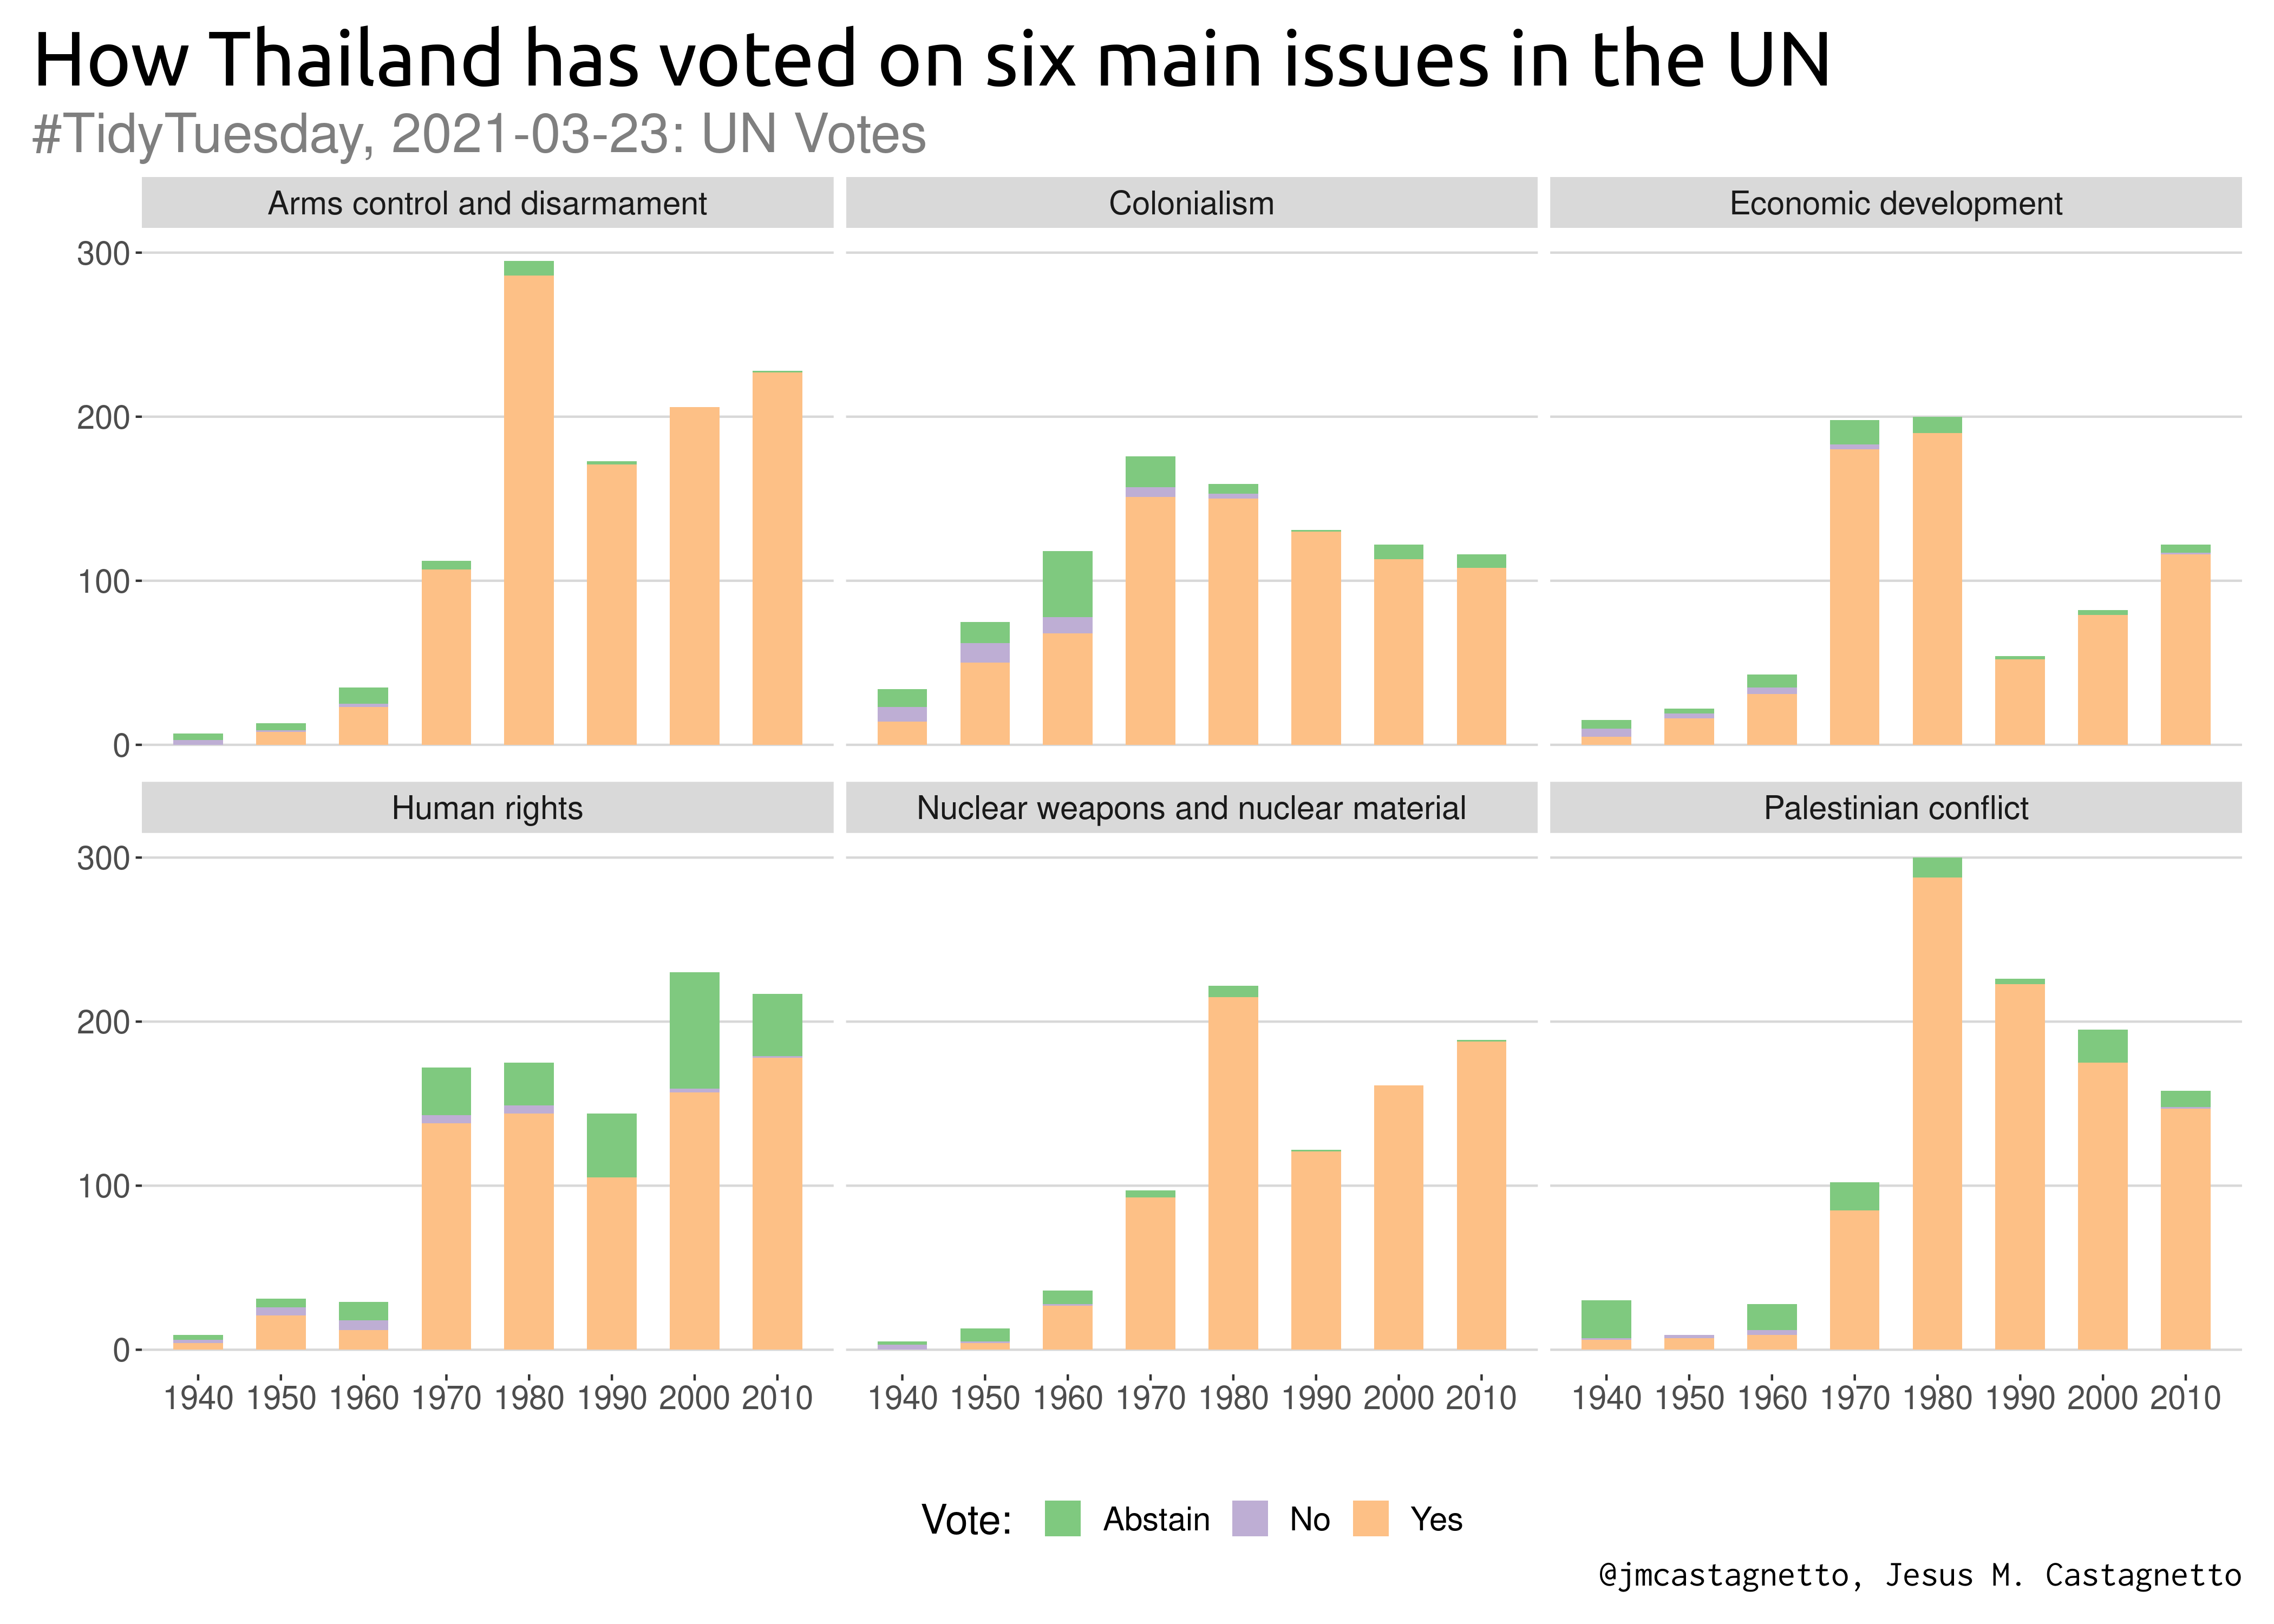 How Thailand has voted on six main issues in the UN
#TidyTuesday, 2021-03-23: UN Votes
Arms control and disarmament
Colonialism
Economic development
300
200
100
0
Human rights
Nuclear weapons and nuclear material
Palestinian conflict
300
200
100
0
1940 1950 1960 1970 1980 1990 2000 2010
1940 1950 1960 1970 1980 1990 2000 2010
1940 1950 1960 1970 1980 1990 2000 2010
Vote: Abstain No Yes
@jmcastagnetto, Jesus M. Castagnetto